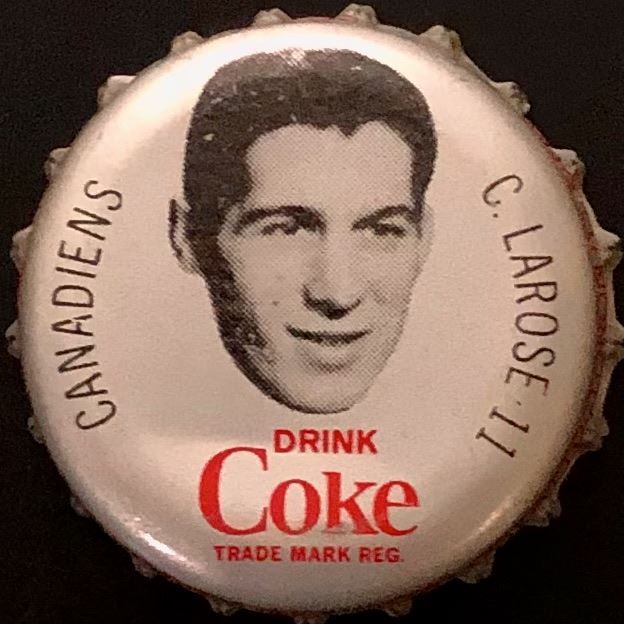 CANADIENS
C. LAROSE-11
DRINK
Coke
TRADE MARK REG.